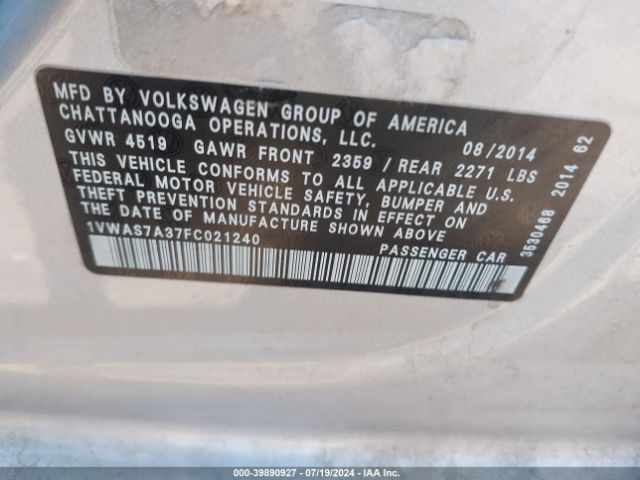 MFD BY VOLKSWAGEN GROUP OF AMERICA
CHATTANOOGA OPERATIONS, LLC. 08/2014
GVWR 4519 GAWR FRONT 2359 / REAR 2271 LBS
THIS VEHICLE CONFORMS TO ALL APPLICABLE U.S.
FEDERAL MOTOR VEHICLE SAFETY, BUMPER AND
THEFT PREVENTION STANDARDS IN EFFECT ON
THE DATE OF MANUFACTURE SHOWN ABOVE
1VWAS7A37FC021240 PASSENGER CAR
3530468 2014 62
000-39890927 - 07/19/2024 - IAA Inc.